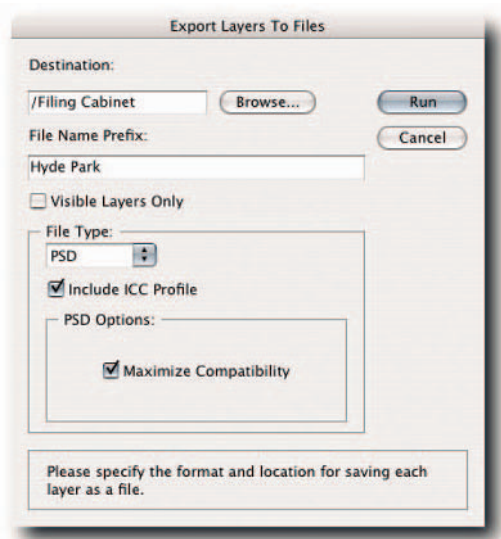 Export Layers To Files
Destination:
/Filing Cabinet
Browse...
Run
File Name Prefix:
Cancel
Hyde Park
Visible Layers Only
File Type:
PSD
Include ICC Profile
PSD Options:
Maximize Compatibility
Please specify the format and location for saving each
layer as a file.